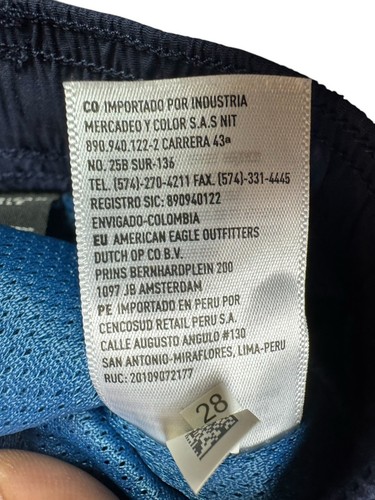 CO IMPORTADO POR INDUSTRIA
MERCADEO Y COLOR S.A.S NIT
890.940.122-2 CARRERA 43ª
NO. 25B SUR-136
TEL. (574)-270-4211 FAX. (574)-331-4445
REGISTRO SIC: 890940122
ENVIGADO-COLOMBIA
EU AMERICAN EAGLE OUTFITTERS
DUTCH OP CO B.V.
PRINS BERNHARDPLEIN 200
1097 JB AMSTERDAM
PE IMPORTADO EN PERU POR
CENCOSUD RETAIL PERU S.A.
CALLE AUGUSTO ANGULO #130
SAN ANTONIO-MIRAFLORES, LIMA-PERU
RUC: 20109072177
28